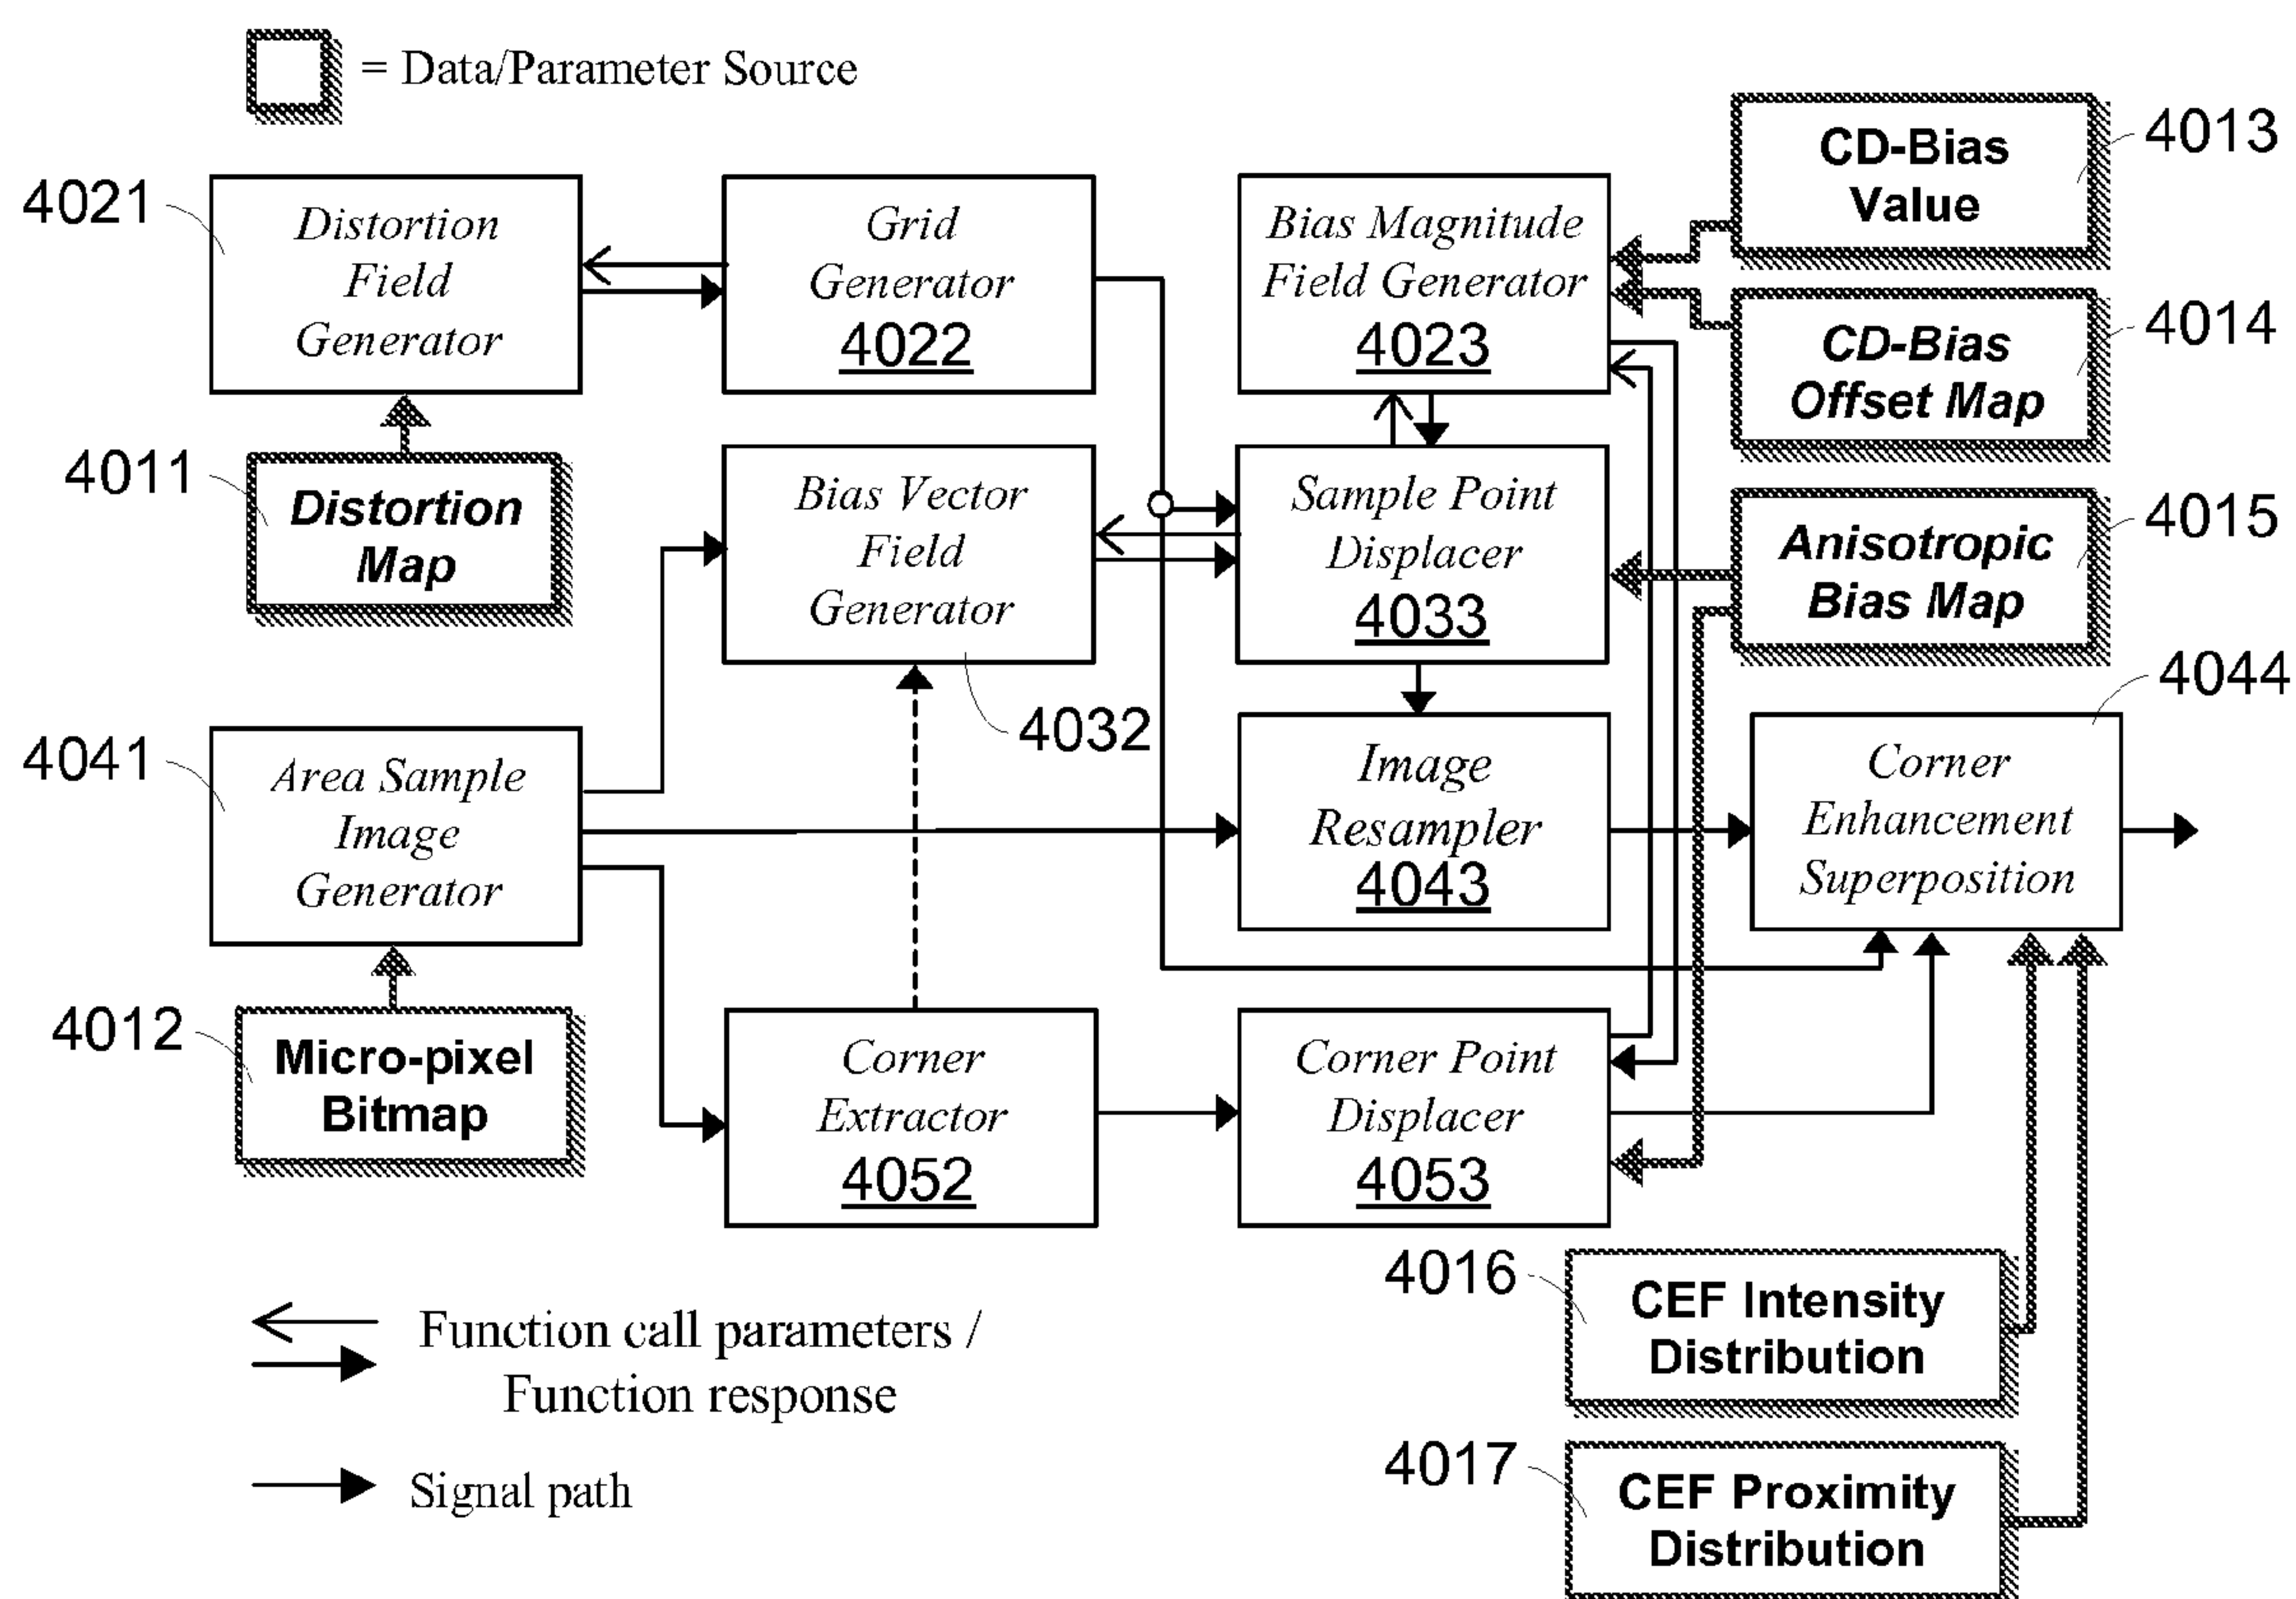 = Data/Parameter Source
4013
CD-Bias
Value
4021
Distortion
Field
Generator
Grid
Generator
4022
Bias Magnitude
Field Generator
4023
4014
CD-Bias
Offset Map
4011
Distortion
Map
Bias Vector
Field
Generator
4032
Sample Point
Displacer
4033
4015
Anisotropic
Bias Map
4044
4041
Area Sample
Image
Generator
Image
Resampler
4043
Corner
Enhancement
Superposition
4012
Micro-pixel
Bitmap
Corner
Extractor
4052
Corner Point
Displacer
4053
4016
CEF Intensity
Distribution
Function call parameters /
Function response
4017
CEF Proximity
Distribution
Signal path